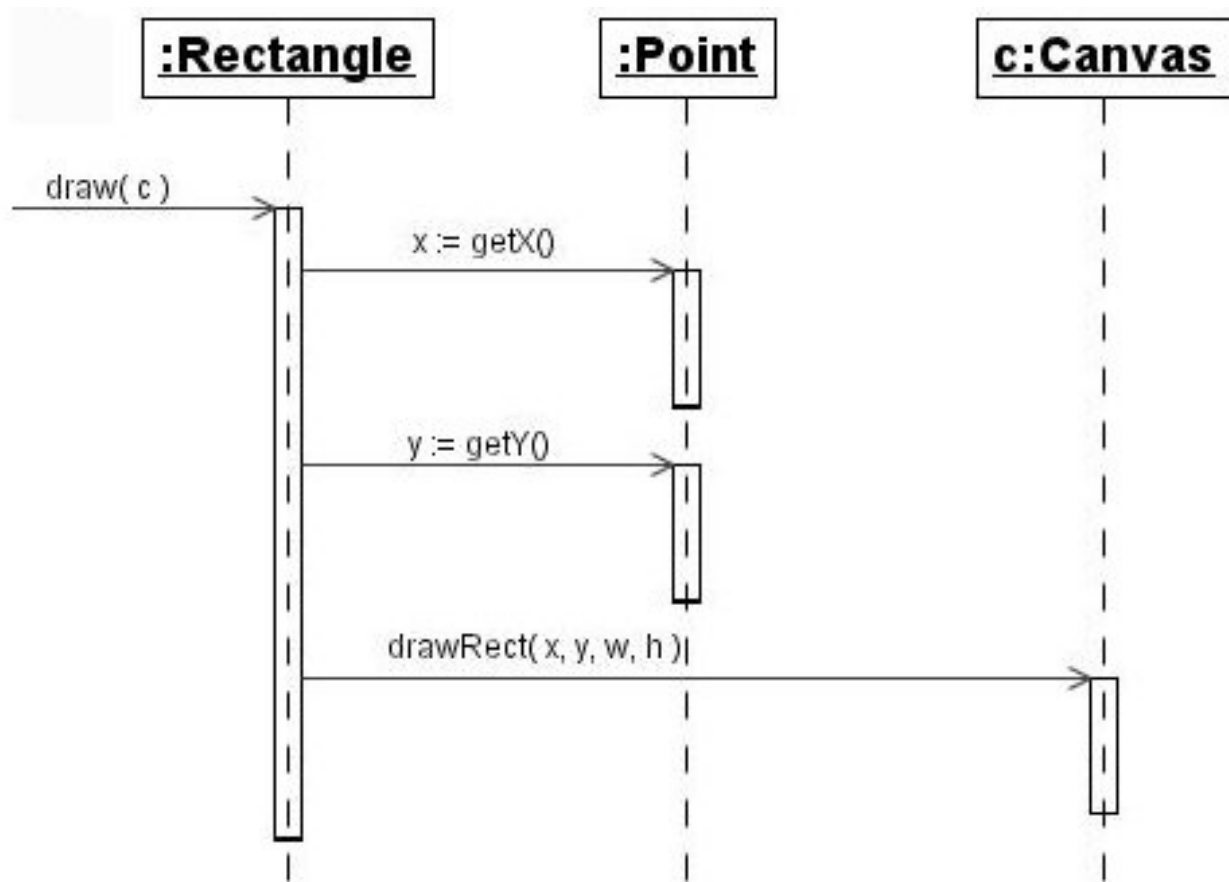 :Rectangle
:Point
c:Canvas
draw( c )
x := getX()
y := getY()
drawRect( x, y, w, h )